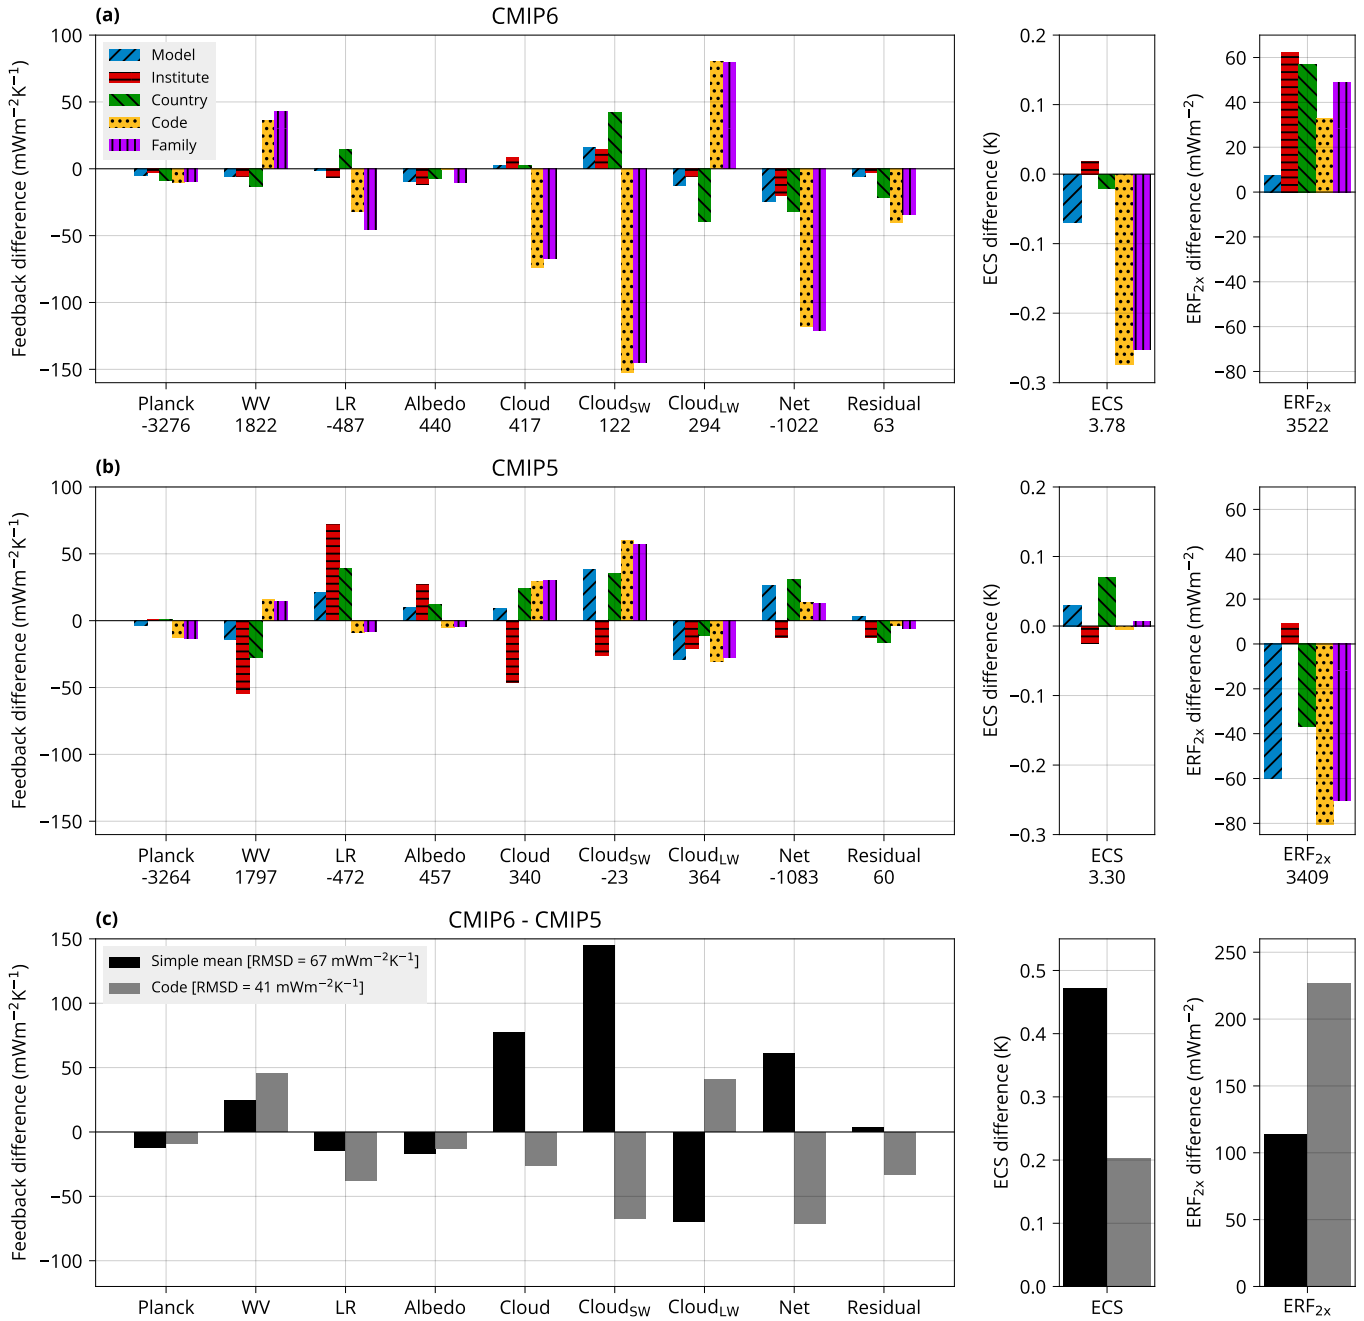 (a)
CMIP6
Feedback difference (mWm⁻²K⁻¹)
100
50
0
−50
−100
−150
Model
Institute
Country
Code
Family
Planck WV LR Albedo Cloud Cloud_SW Cloud_LW Net Residual
-3276 1822 -487 440 417 122 294 -1022 63
ECS difference (K)
0.2
0.1
0.0
−0.1
−0.2
−0.3
ECS
3.78
ERF₂ₓ difference (mWm⁻²)
60
40
20
0
−20
−40
−60
−80
ERF₂ₓ
3522
(b)
CMIP5
Feedback difference (mWm⁻²K⁻¹)
100
50
0
−50
−100
−150
Planck WV LR Albedo Cloud Cloud_SW Cloud_LW Net Residual
-3264 1797 -472 457 340 -23 364 -1083 60
ECS difference (K)
0.2
0.1
0.0
−0.1
−0.2
−0.3
ECS
3.30
ERF₂ₓ difference (mWm⁻²)
60
40
20
0
−20
−40
−60
−80
ERF₂ₓ
3409
(c)
CMIP6 - CMIP5
Feedback difference (mWm⁻²K⁻¹)
150
100
50
0
−50
−100
Simple mean [RMSD = 67 mWm⁻²K⁻¹]
Code [RMSD = 41 mWm⁻²K⁻¹]
Planck WV LR Albedo Cloud Cloud_SW Cloud_LW Net Residual
ECS difference (K)
0.5
0.4
0.3
0.2
0.1
0.0
ECS
ERF₂ₓ difference (mWm⁻²)
250
200
150
100
50
0
ERF₂ₓ